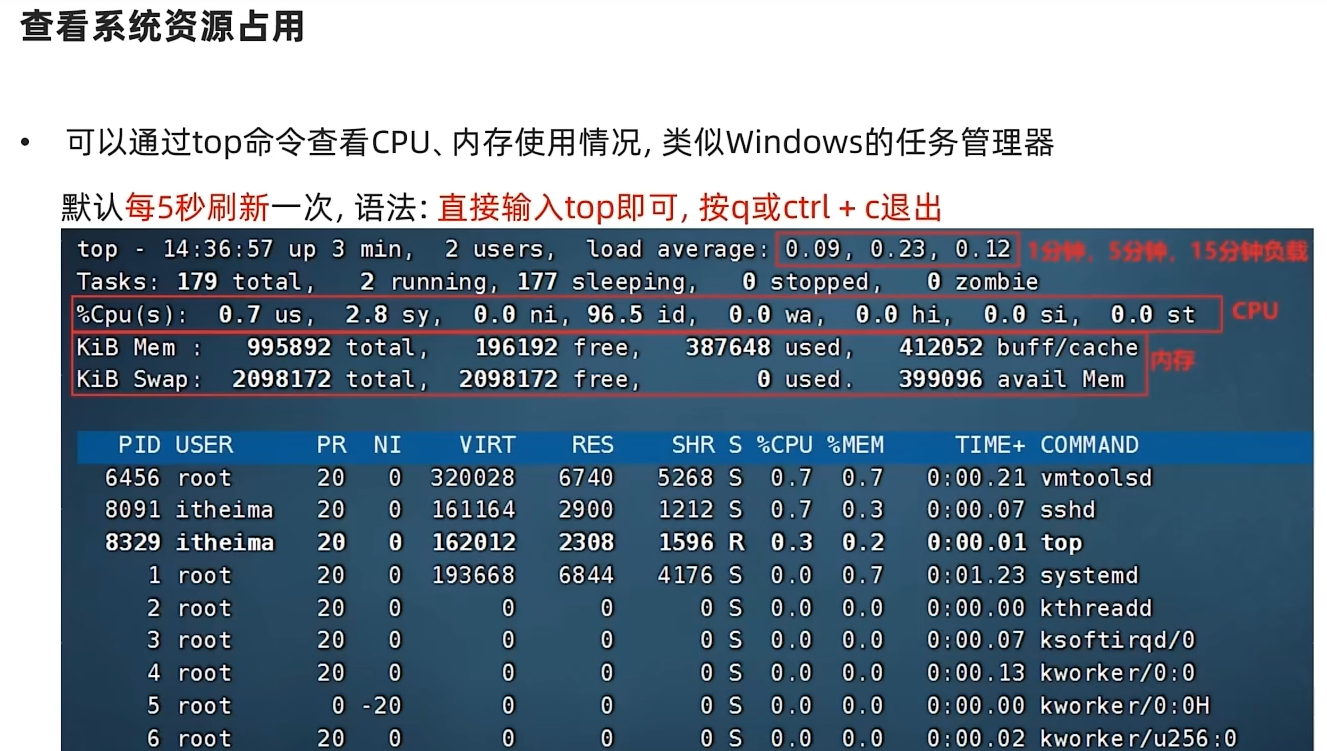 查看系统资源占用
• 可以通过top命令查看CPU、内存使用情况, 类似Windows的任务管理器
默认每5秒刷新一次, 语法: 直接输入top即可, 按q或ctrl + c退出
top - 14:36:57 up 3 min,  2 users,  load average: 0.09, 0.23, 0.12 1分钟，5分钟，15分钟负载
Tasks: 179 total,   2 running, 177 sleeping,   0 stopped,   0 zombie
%Cpu(s):  0.7 us,  2.8 sy,  0.0 ni, 96.5 id,  0.0 wa,  0.0 hi,  0.0 si,  0.0 st CPU
KiB Mem :   995892 total,   196192 free,   387648 used,   412052 buff/cache
内存
KiB Swap:  2098172 total,  2098172 free,        0 used.   399096 avail Mem
PID USER      PR  NI    VIRT    RES    SHR S %CPU %MEM     TIME+ COMMAND
6456 root      20   0  320028   6740   5268 S  0.7  0.7   0:00.21 vmtoolsd
8091 itheima   20   0  161164   2900   1212 S  0.7  0.3   0:00.07 sshd
8329 itheima   20   0  162012   2308   1596 R  0.3  0.2   0:00.01 top
1 root      20   0  193668   6844   4176 S  0.0  0.7   0:01.23 systemd
2 root      20   0       0      0      0 S  0.0  0.0   0:00.00 kthreadd
3 root      20   0       0      0      0 S  0.0  0.0   0:00.07 ksoftirqd/0
4 root      20   0       0      0      0 S  0.0  0.0   0:00.13 kworker/0:0
5 root       0 -20       0      0      0 S  0.0  0.0   0:00.00 kworker/0:0H
6 root      20   0       0      0      0 S  0.0  0.0   0:00.02 kworker/u256:0